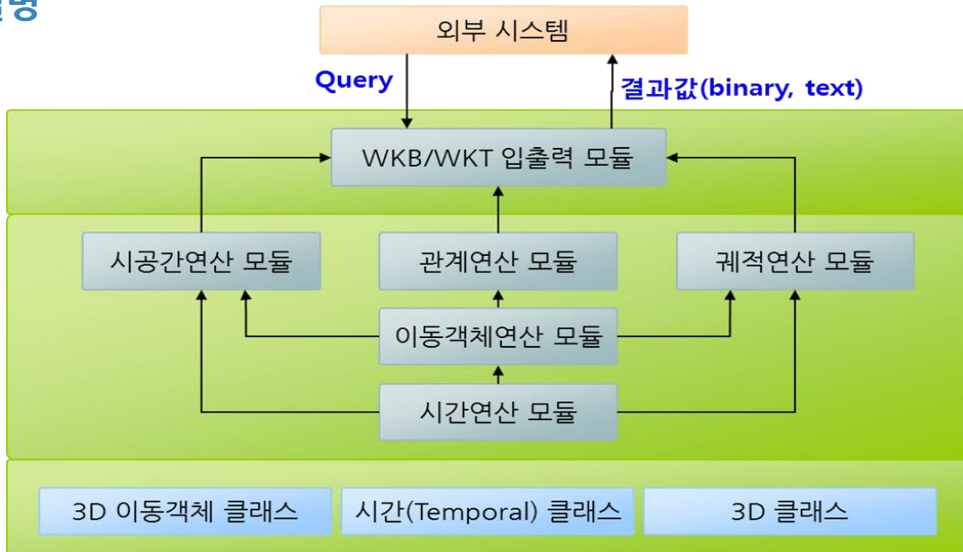 명
외부 시스템
Query
결과값(binary, text)
WKB/WKT 입출력 모듈
시공간연산 모듈
관계연산 모듈
궤적연산 모듈
이동객체연산 모듈
시간연산 모듈
3D 이동객체 클래스
시간(Temporal) 클래스
3D 클래스